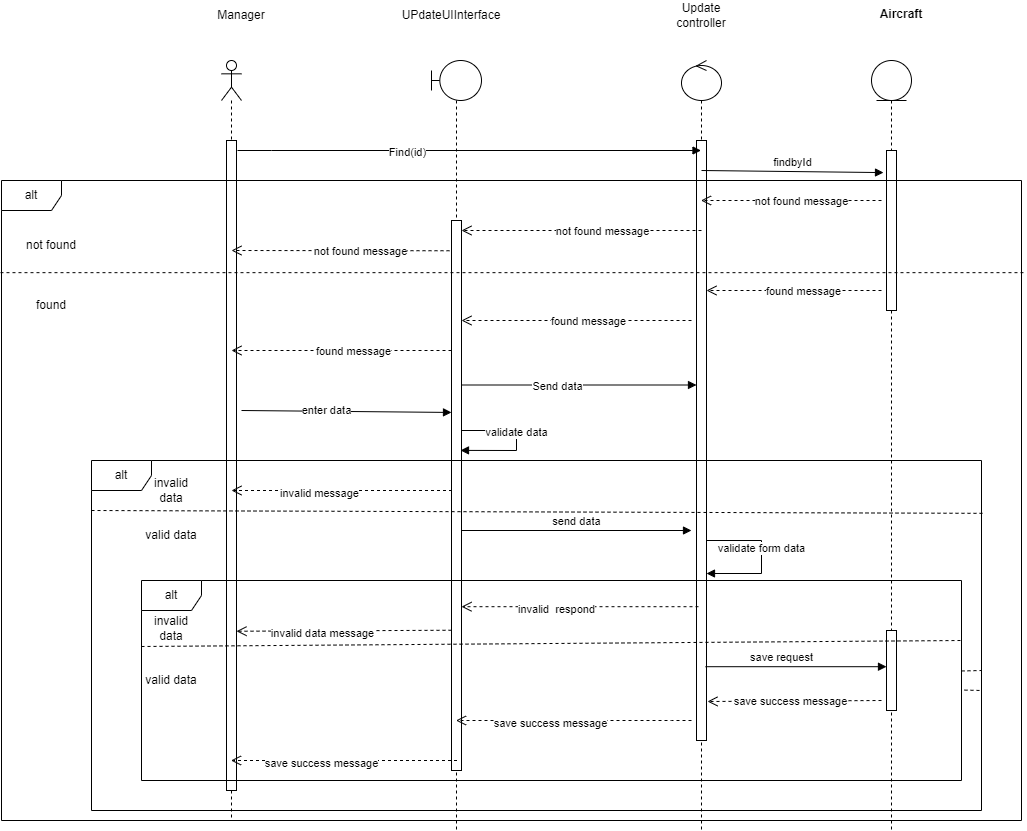 Manager
UPdateUIInterface
Update
controller
Aircraft
Find(id)
findbyId
alt
not found message
not found message
not found
not found message
found message
found
found message
found message
Send data
enter data
validate data
alt
invalid
data
invalid message
send data
valid data
validate form data
alt
invalid respond
invalid
data
invalid data message
save request
valid data
save success message
save success message
save success message